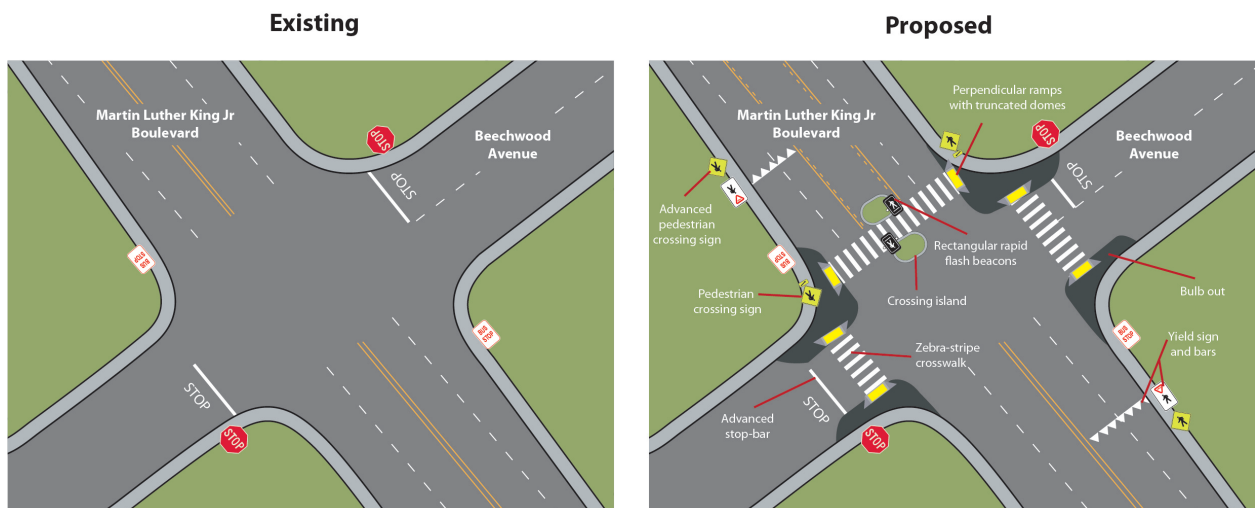 Existing
Martin Luther King Jr
Boulevard
STOP
STOP
Beechwood
Avenue
BUS
STOP
BUS
STOP
STOP
STOP
Proposed
Perpendicular ramps
with truncated domes
Martin Luther King Jr
Boulevard
STOP
Beechwood
Avenue
STOP
Advanced
pedestrian
crossing sign
Rectangular rapid
flash beacons
BUS
STOP
Pedestrian
crossing sign
Crossing island
Bulb out
BUS
STOP
Yield sign
and bars
Zebra-stripe
crosswalk
Advanced
stop-bar
STOP
STOP